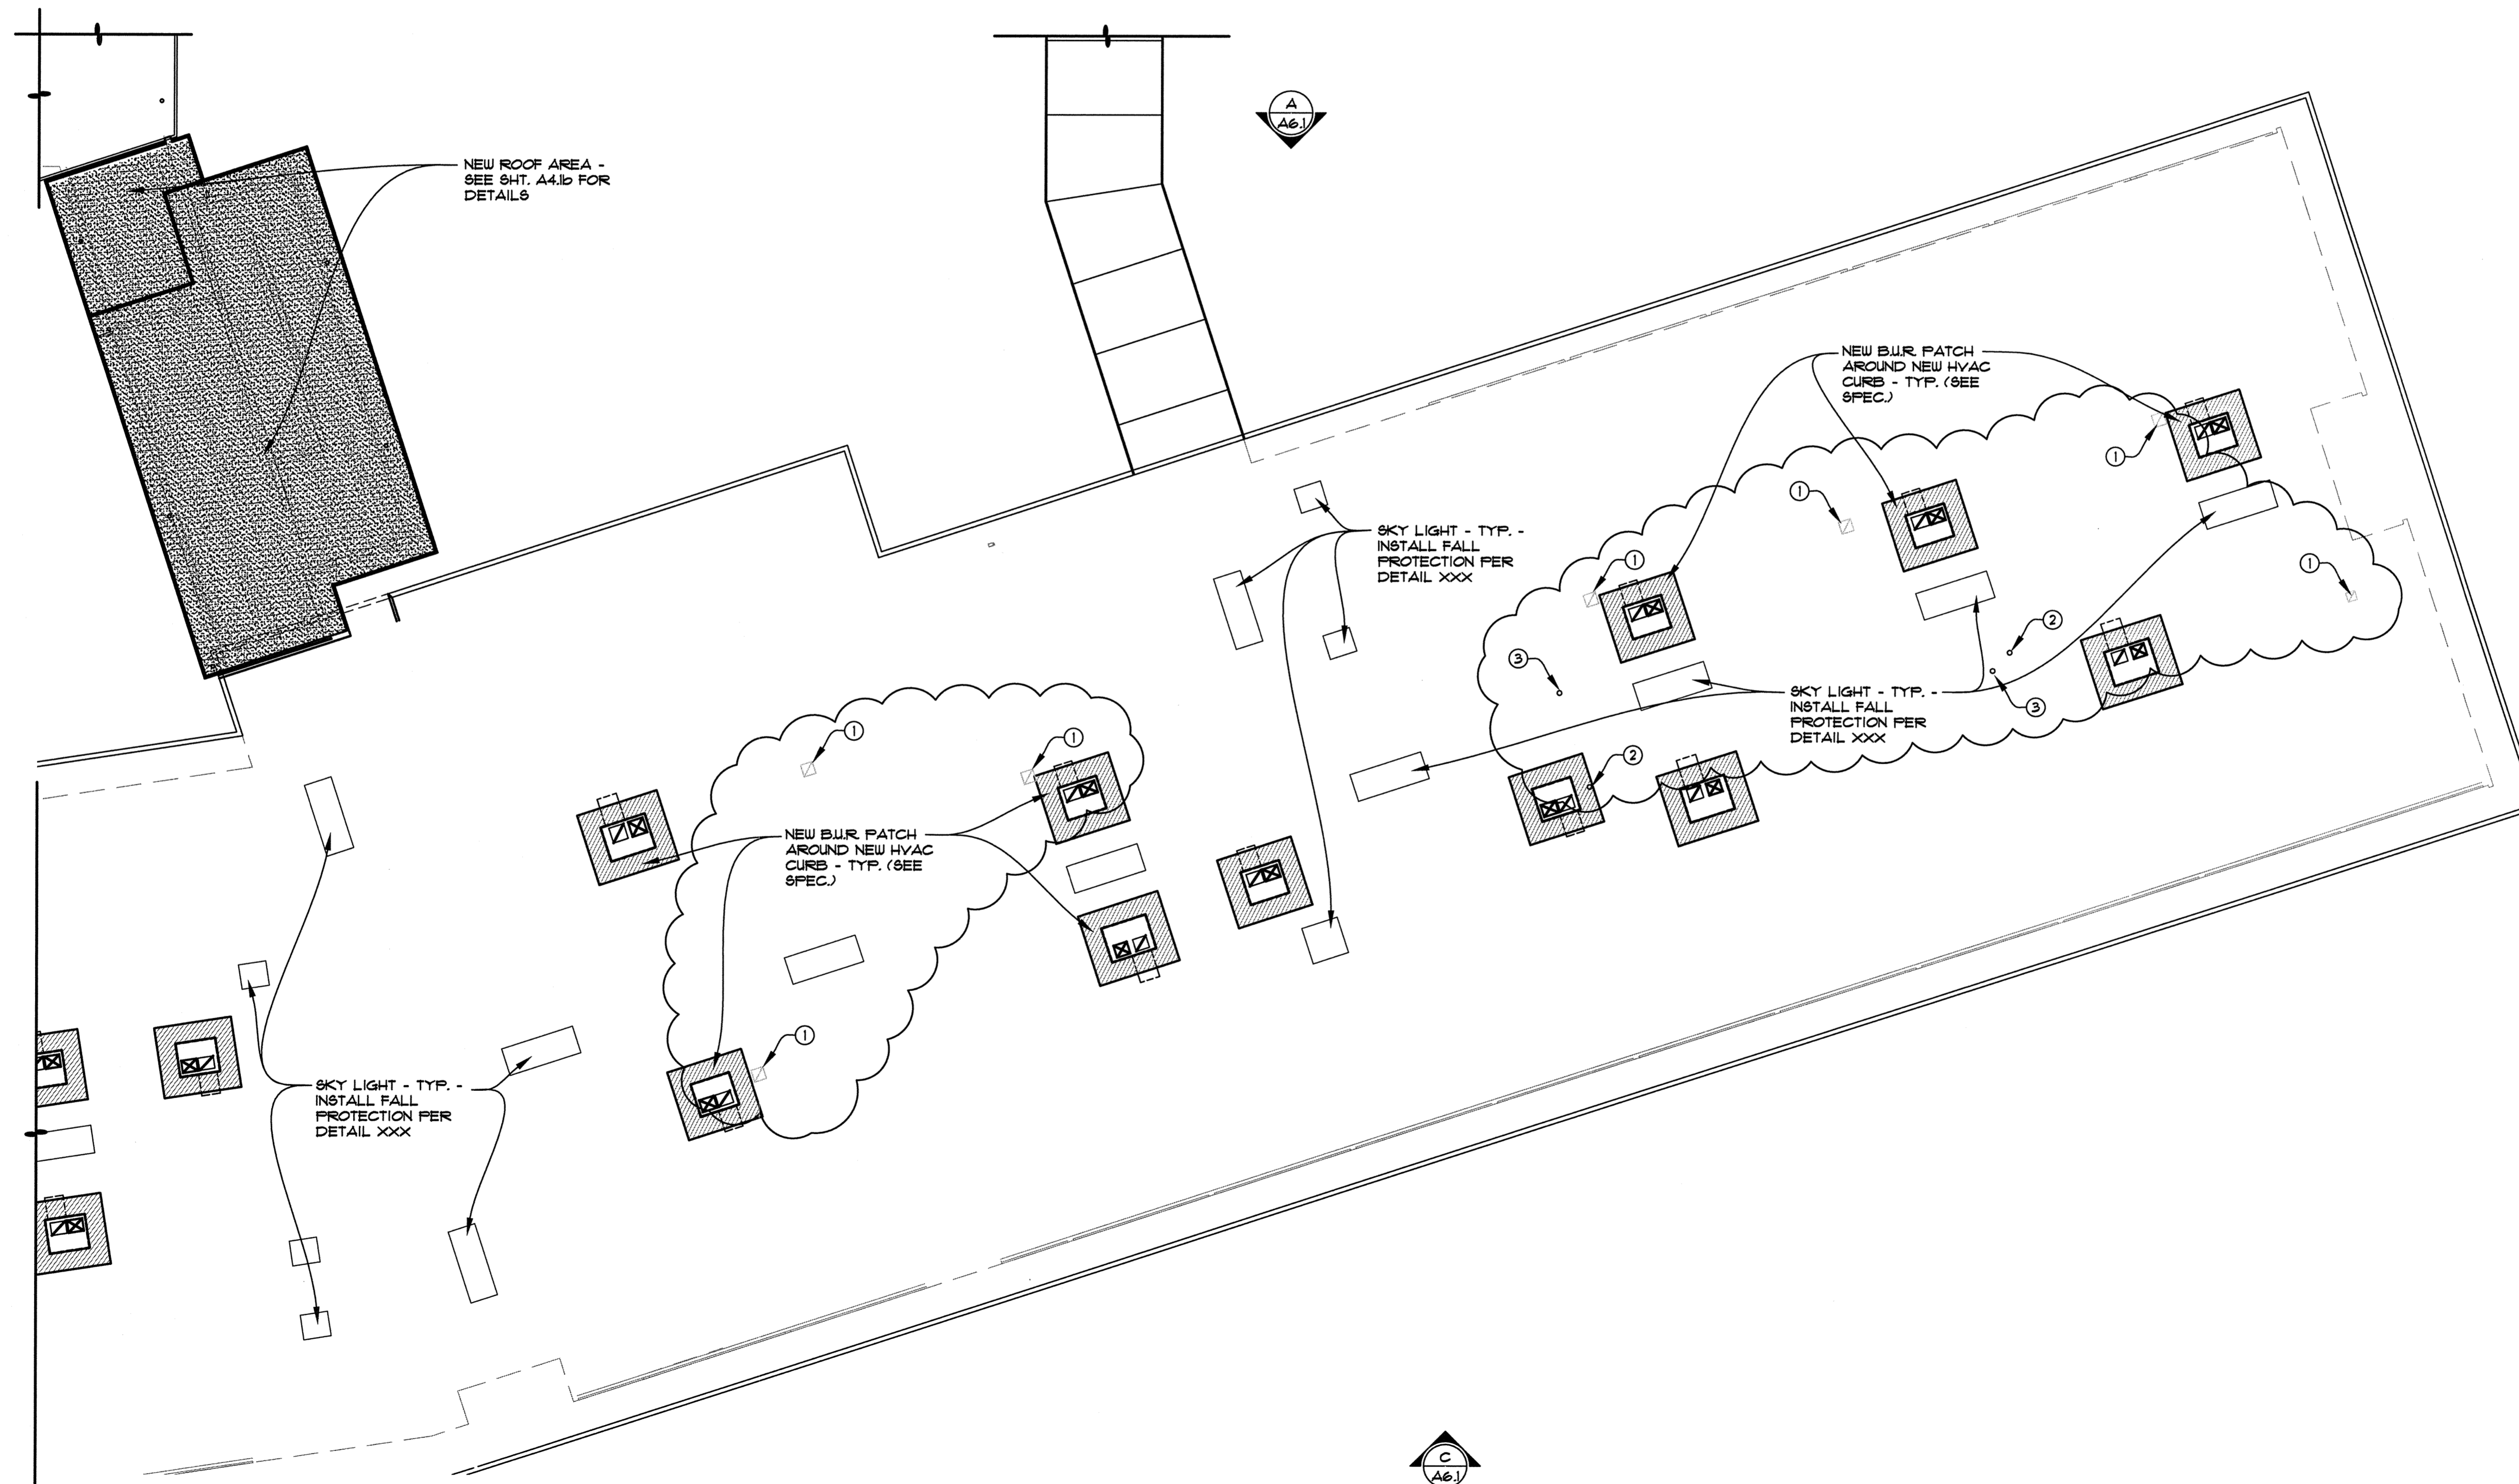 A
A6.1
NEW ROOF AREA -
SEE SHT. A4.1b FOR
DETAILS
NEW B.U.R. PATCH
AROUND NEW HVAC
CURB - TYP. (SEE
SPEC.)
1
1
SKY LIGHT - TYP. -
INSTALL FALL
PROTECTION PER
DETAIL XXX
1
1
2
3
SKY LIGHT - TYP. -
INSTALL FALL
PROTECTION PER
DETAIL XXX
3
2
1
1
NEW B.U.R. PATCH
AROUND NEW HVAC
CURB - TYP. (SEE
SPEC.)
1
SKY LIGHT - TYP. -
INSTALL FALL
PROTECTION PER
DETAIL XXX
C
A6.1